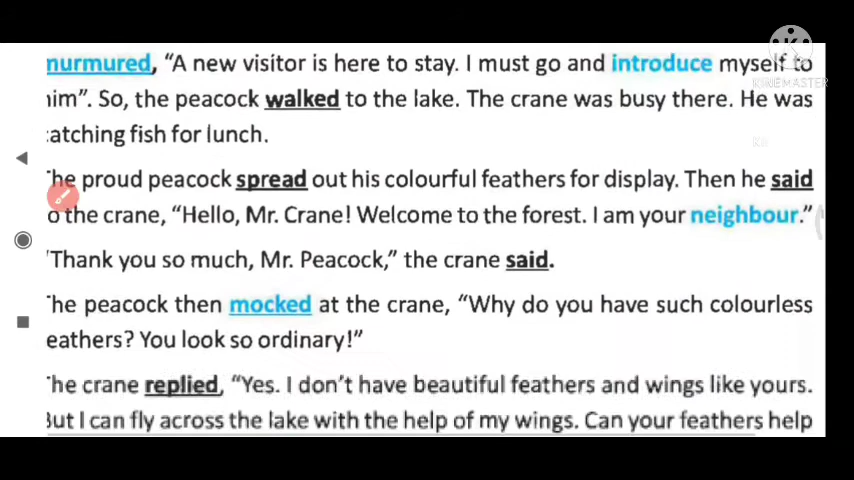 murmured, “A new visitor is here to stay. I must go and introduce myself to
him”. So, the peacock walked to the lake. The crane was busy there. He was
catching fish for lunch.
The proud peacock spread out his colourful feathers for display. Then he said
to the crane, “Hello, Mr. Crane! Welcome to the forest. I am your neighbour.”
“Thank you so much, Mr. Peacock,” the crane said.
The peacock then mocked at the crane, “Why do you have such colourless
feathers? You look so ordinary!”
The crane replied, “Yes. I don’t have beautiful feathers and wings like yours.
But I can fly across the lake with the help of my wings. Can your feathers help
KINEMASTER